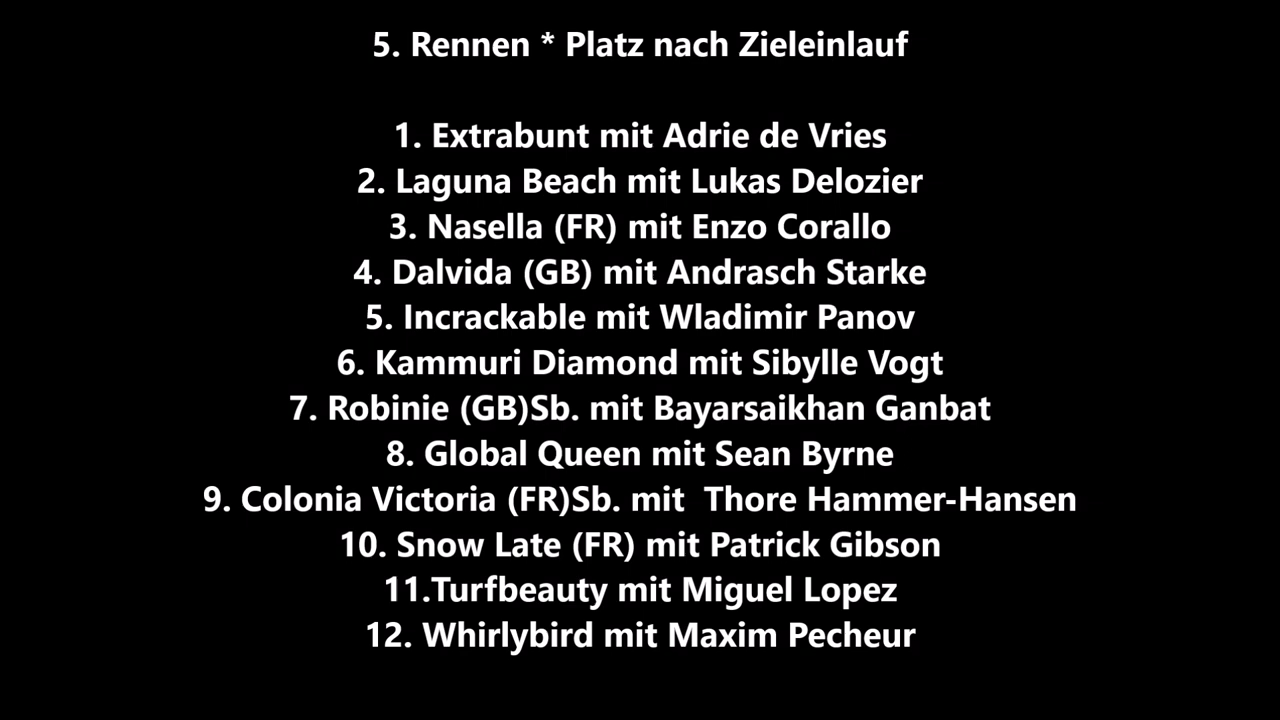 5. Rennen * Platz nach Zieleinlauf
1. Extrabunt mit Adrie de Vries
2. Laguna Beach mit Lukas Delozier
3. Nasella (FR) mit Enzo Corallo
4. Dalvida (GB) mit Andrasch Starke
5. Incrackable mit Wladimir Panov
6. Kammuri Diamond mit Sibylle Vogt
7. Robinie (GB)Sb. mit Bayarsaikhan Ganbat
8. Global Queen mit Sean Byrne
9. Colonia Victoria (FR)Sb. mit  Thore Hammer-Hansen
10. Snow Late (FR) mit Patrick Gibson
11.Turfbeauty mit Miguel Lopez
12. Whirlybird mit Maxim Pecheur